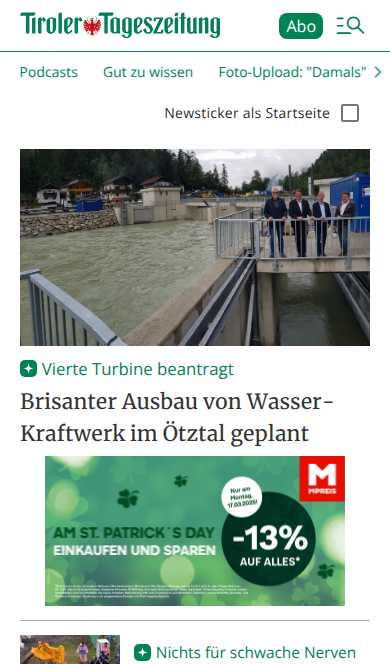 Tiroler Tageszeitung
Abo
Podcasts Gut zu wissen Foto-Upload: "Damals"
Newsticker als Startseite
Vierte Turbine beantragt
Brisanter Ausbau von Wasser-
Kraftwerk im Ötztal geplant
Nur am
Montag,
17.03.2025!
M
MPREIS
AM ST. PATRICK´S DAY
EINKAUFEN UND SPAREN
-13%
AUF ALLES*
Nichts für schwache Nerven